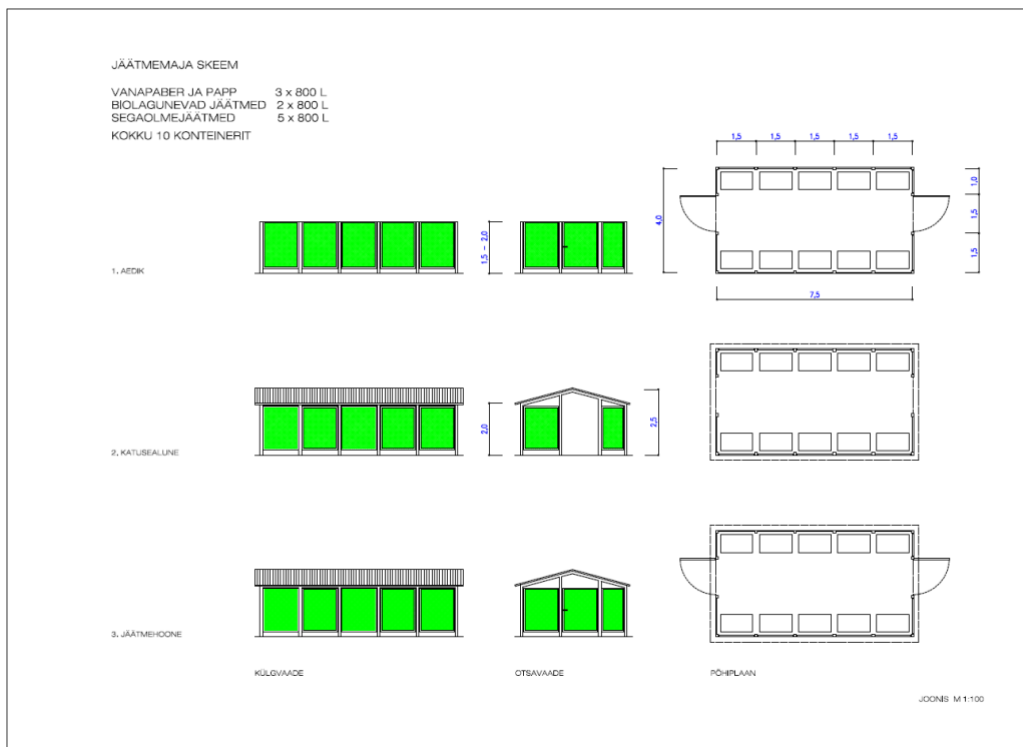 JÄÄTMEMAJA SKEEM
VANAPABER JA PAPP 3 x 800 L
BIOLAGUNEVAD JÄÄTMED 2 x 800 L
SEGAOLMEJÄÄTMED 5 x 800 L
KOKKU 10 KONTEINERIT
1,5 1,5 1,5 1,5 1,5
1,0
4,0
1,5
1,5 - 2,0
1,5
1. AEDIK
7,5
2,0
2,5
2. KATUSEALUNE
3. JÄÄTMEHOONE
KÜLGVAADE OTSAVAADE PÕHIPLAAN
JOONIS M 1:100